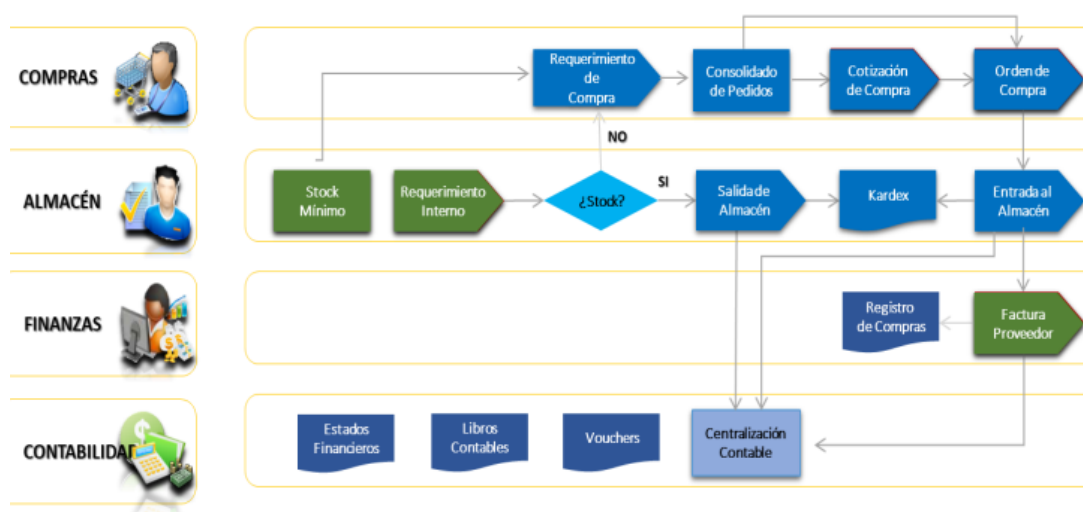 COMPRAS
Requerimiento
de
Compra
Consolidado
de Pedidos
Cotización
de Compra
Orden de
Compra
NO
ALMACÉN
Stock
Mínimo
Requerimiento
Interno
¿Stock?
SI
Salida de
Almacén
Kardex
Entrada al
Almacén
FINANZAS
Registro
de Compras
Factura
Proveedor
CONTABILIDAD
Estados
Financieros
Libros
Contables
Vouchers
Centralización
Contable